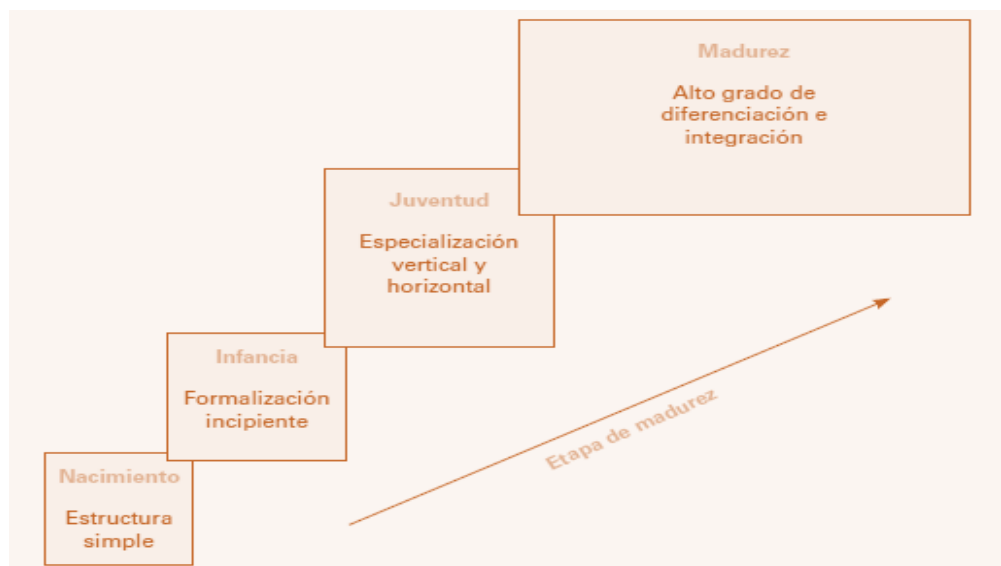 Madurez
Alto grado de
diferenciación e
integración
Juventud
Especialización
vertical y
horizontal
Infancia
Formalización
incipiente
Nacimiento
Estructura
simple
Etapa de madurez